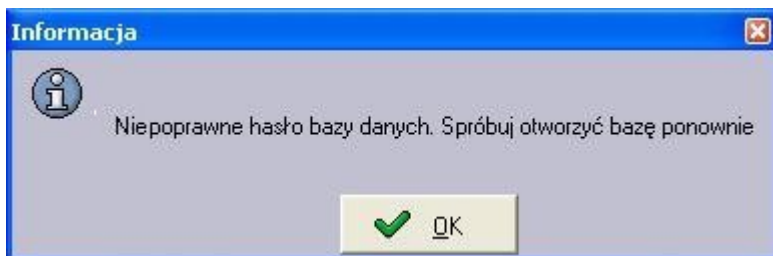 Informacja
Niepoprawne hasło bazy danych. Spróbuj otworzyć bazę ponownie
OK